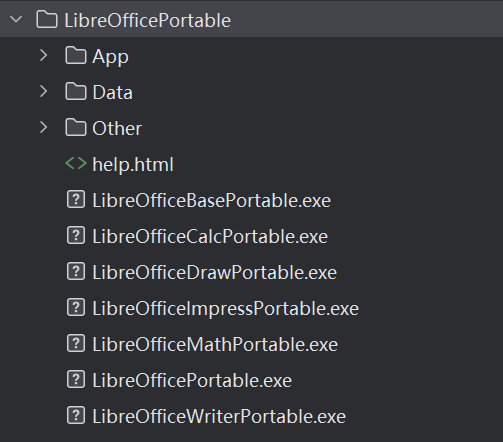 LibreOfficePortable
App
Data
Other
help.html
LibreOfficeBasePortable.exe
LibreOfficeCalcPortable.exe
LibreOfficeDrawPortable.exe
LibreOfficeImpressPortable.exe
LibreOfficeMathPortable.exe
LibreOfficePortable.exe
LibreOfficeWriterPortable.exe